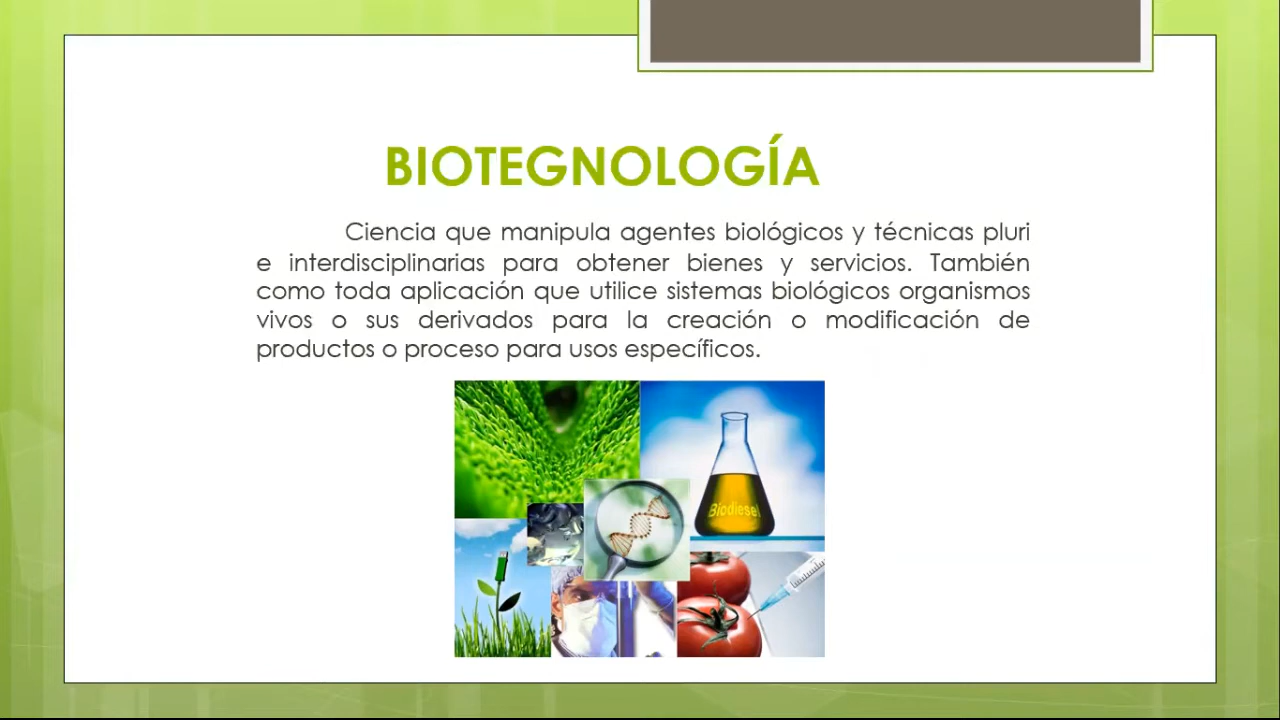 BIOTEGNOLOGÍA
Ciencia que manipula agentes biológicos y técnicas pluri
e interdisciplinarias para obtener bienes y servicios. También
como toda aplicación que utilice sistemas biológicos organismos
vivos o sus derivados para la creación o modificación de
productos o proceso para usos específicos.
Biodiesel